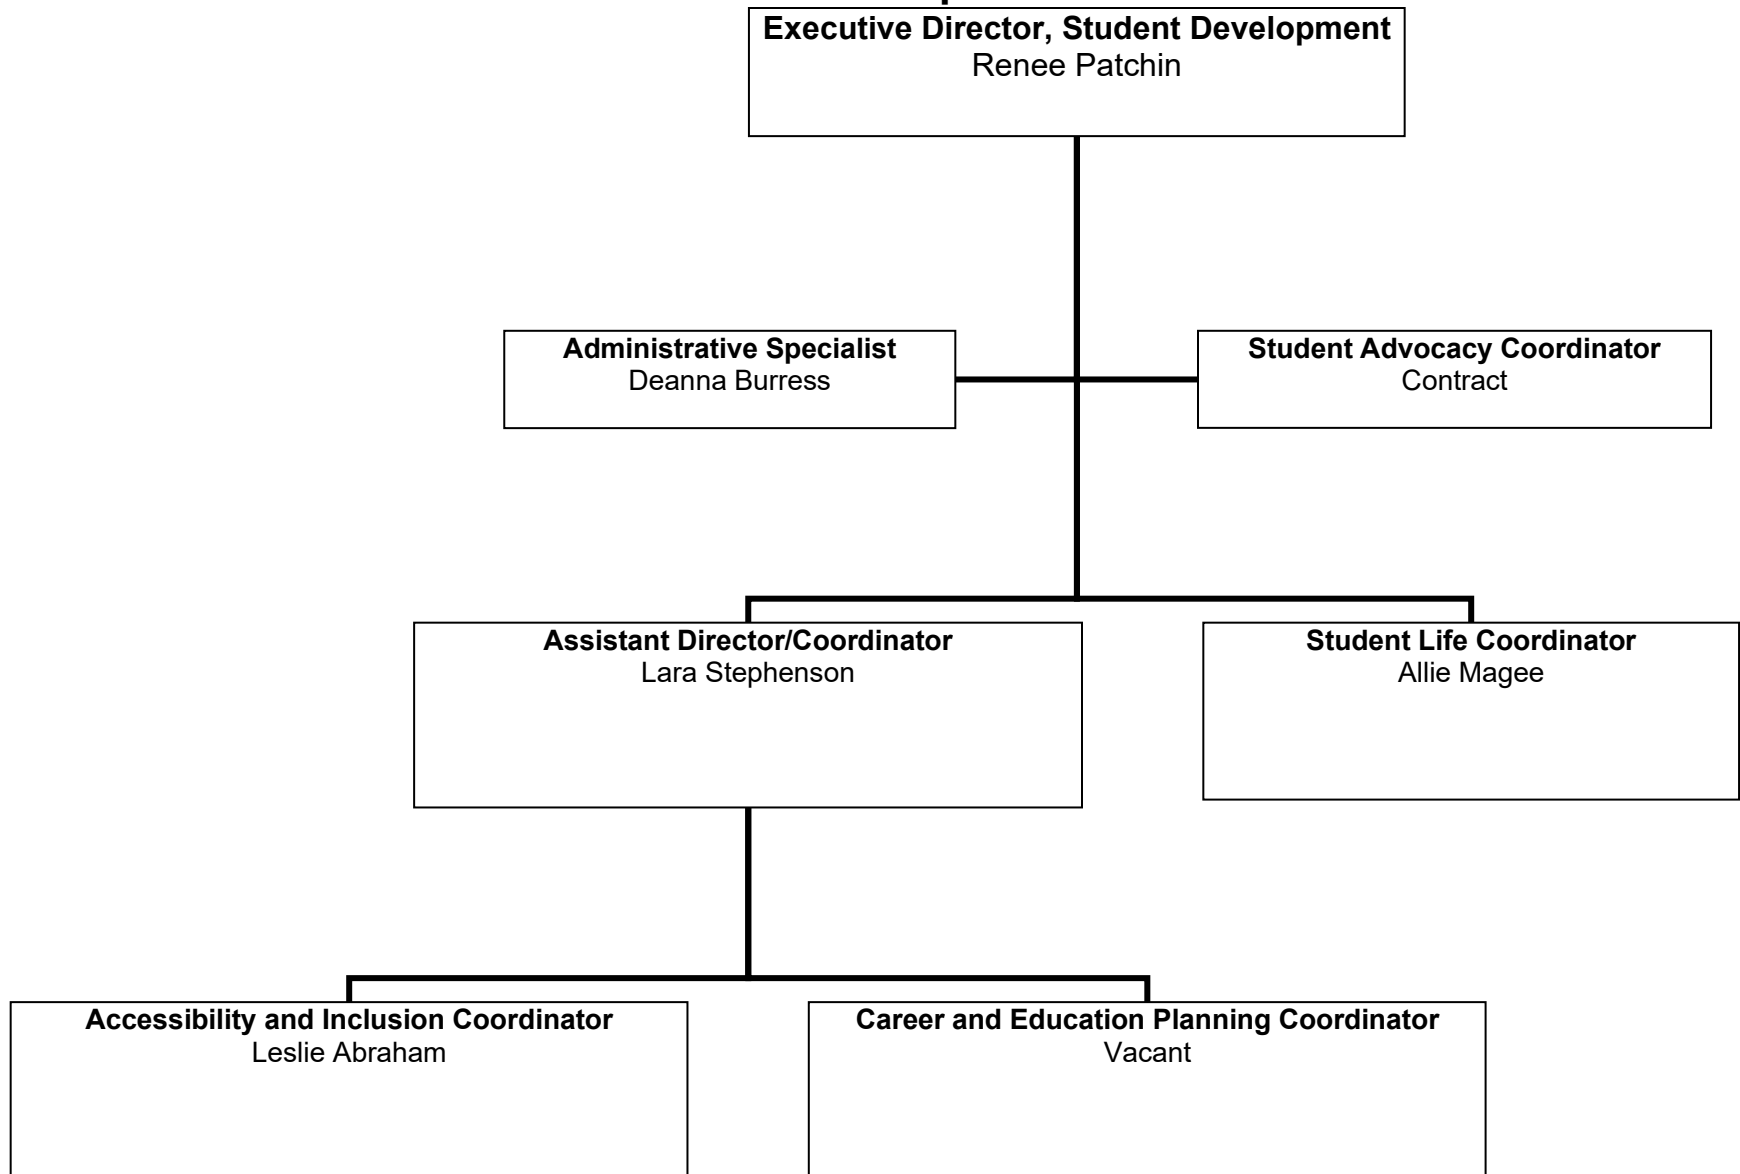 Executive Director, Student Development
Renee Patchin
Administrative Specialist
Deanna Burress
Student Advocacy Coordinator
Contract
Assistant Director/Coordinator
Lara Stephenson
Student Life Coordinator
Allie Magee
Accessibility and Inclusion Coordinator
Leslie Abraham
Career and Education Planning Coordinator
Vacant